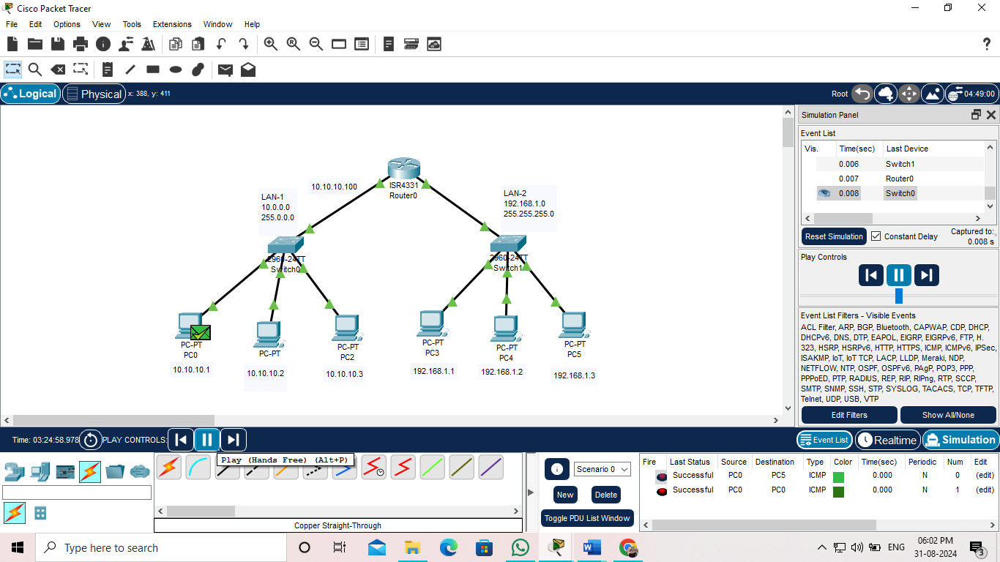 Cisco Packet Tracer
File Edit Options View Tools Extensions Window Help
?
Logical Physical x: 388, y: 411 Root 04:49:00
Simulation Panel
Event List
Vis. Time(sec) Last Device
0.006 Switch1
0.007 Router0
0.008 Switch0
Reset Simulation Constant Delay Captured to:
0.008 s
Play Controls
Event List Filters - Visible Events
ACL Filter, ARP, BGP, Bluetooth, CAPWAP, CDP, DHCP,
DHCPv6, DNS, DTP, EAPOL, EIGRP, EIGRPv6, FTP, H.
323, HSRP, HSRPv6, HTTP, HTTPS, ICMP, ICMPv6, IPSec,
ISAKMP, IoT, IoT TCP, LACP, LLDP, Meraki, NDP,
NETFLOW, NTP, OSPF, OSPFv6, PAgP, POP3, PPP,
PPPoED, PTP, RADIUS, REP, RIP, RIPng, RTP, SCCP,
SMTP, SNMP, SSH, STP, SYSLOG, TACACS, TCP, TFTP,
Telnet, UDP, USB, VTP
Edit Filters Show All/None
ISR4331
Router0
10.10.10.100
LAN-1
10.0.0.0
255.0.0.0
LAN-2
192.168.1.0
255.255.255.0
2960-24TT
Switch0
2960-24TT
Switch1
PC-PT
PC0
10.10.10.1
PC-PT
10.10.10.2
PC-PT
PC2
10.10.10.3
PC-PT
PC3
192.168.1.1
PC-PT
PC4
192.168.1.2
PC-PT
PC5
192.168.1.3
Time: 03:24:58.978 PLAY CONTROLS:
Event List Realtime Simulation
Play (Hands Free) (Alt+P)
Copper Straight-Through
Scenario 0
New Delete
Toggle PDU List Window
Fire Last Status Source Destination Type Color Time(sec) Periodic Num Edit
Successful PC0 PC5 ICMP 0.000 N 0 (edit)
Successful PC0 PC0 ICMP 0.000 N 1 (edit)
Type here to search
ENG
06:02 PM
31-08-2024
3